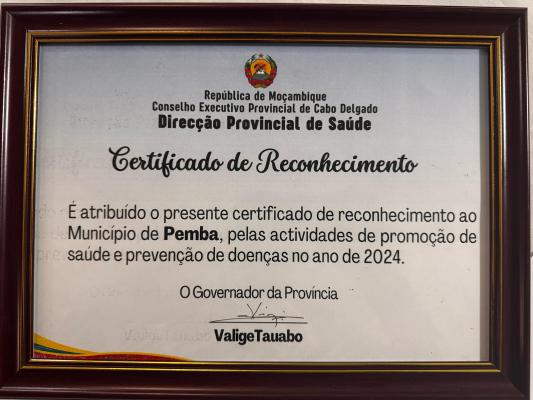 República de Moçambique
Conselho Executivo Provincial de Cabo Delgado
Direcção Provincial de Saúde
Certificado de Reconhecimento
É atribuído o presente certificado de reconhecimento ao
Município de Pemba, pelas actividades de promoção de
saúde e prevenção de doenças no ano de 2024.
O Governador da Província
ValigeTauabo